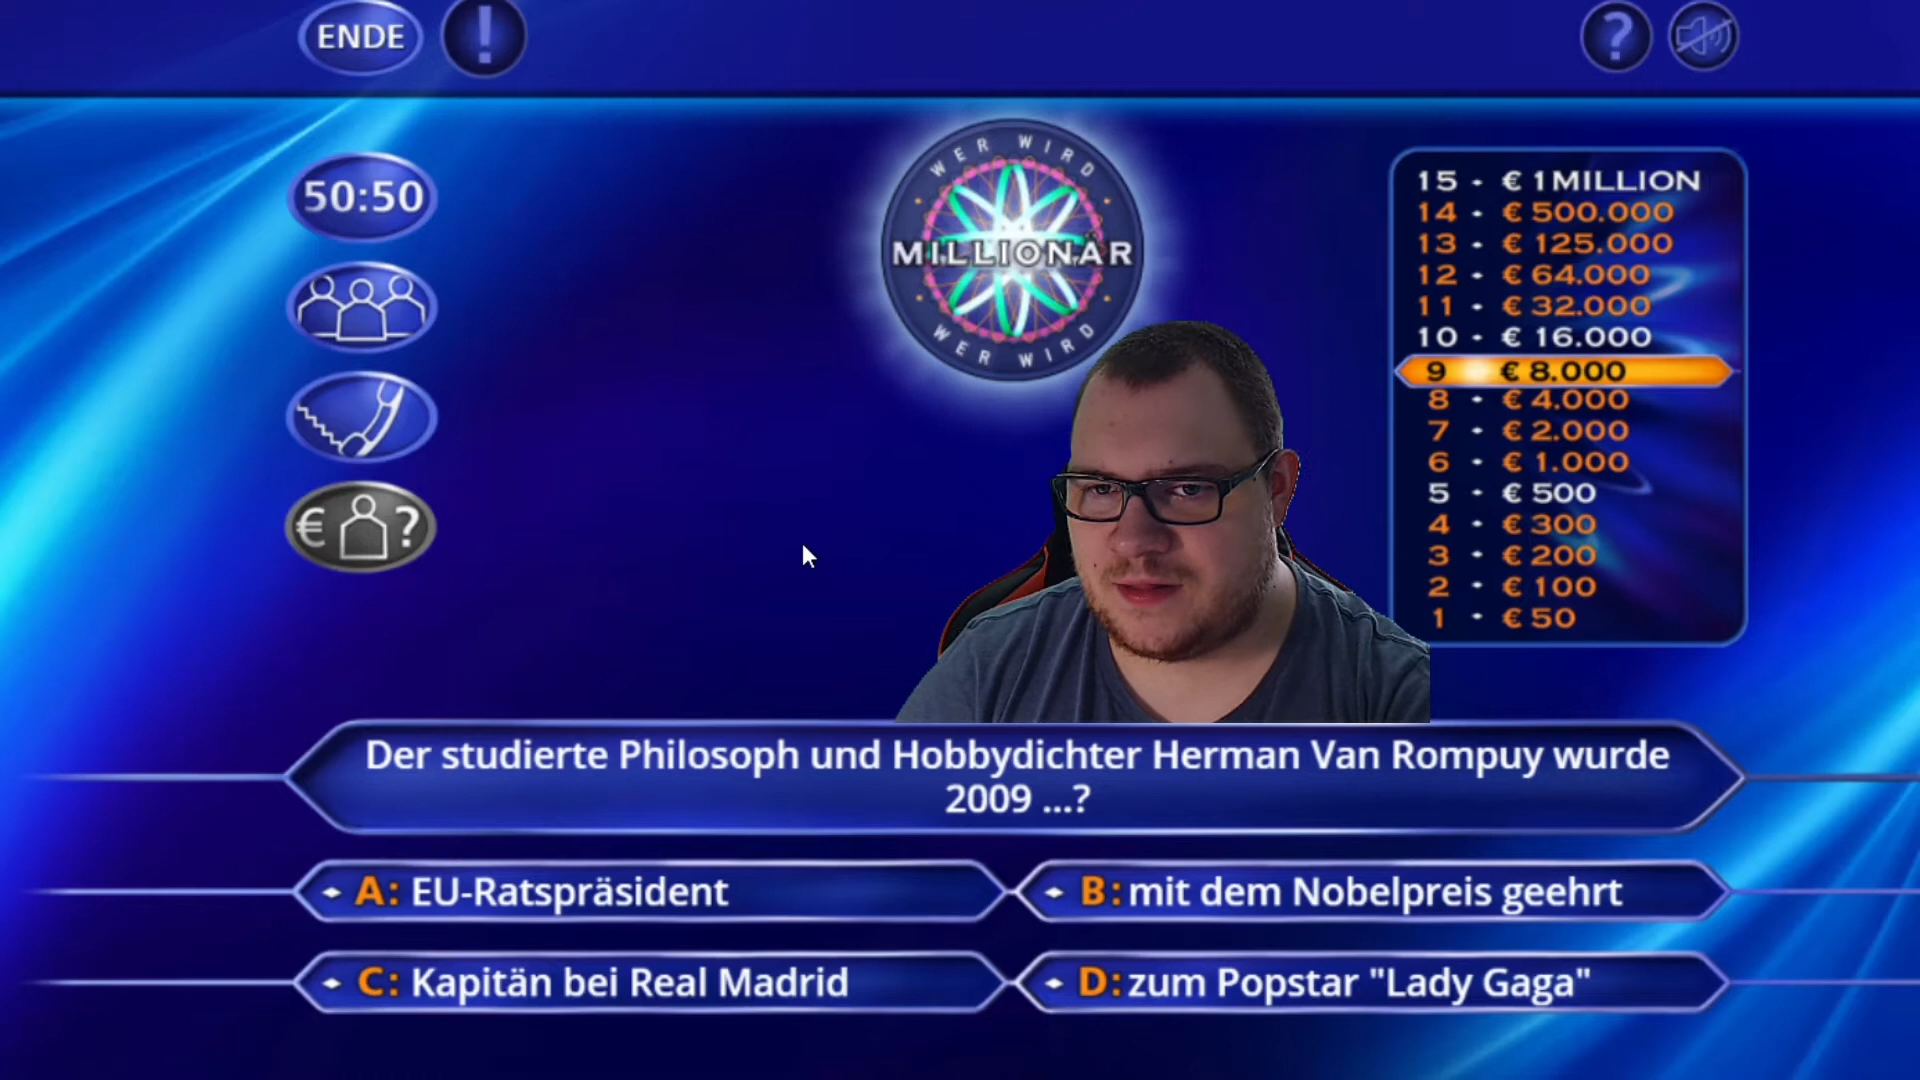 ENDE
!
?
50:50
€ ?
WER WIRD
MILLIONÄR
WER WIRD
15 · € 1 MILLION
14 · € 500.000
13 · € 125.000
12 · € 64.000
11 · € 32.000
10 · € 16.000
9 € 8.000
8 · € 4.000
7 · € 2.000
6 · € 1.000
5 · € 500
4 · € 300
3 · € 200
2 · € 100
1 · € 50
Der studierte Philosoph und Hobbydichter Herman Van Rompuy wurde
2009 ...?
A: EU-Ratspräsident
B: mit dem Nobelpreis geehrt
C: Kapitän bei Real Madrid
D: zum Popstar "Lady Gaga"